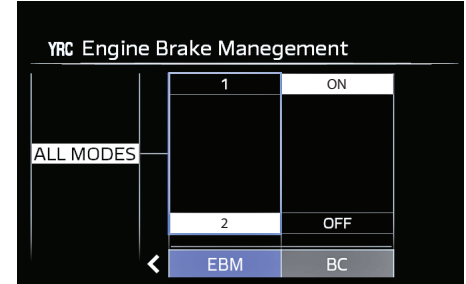 YRC Engine Brake Manegement
1 ON
ALL MODES
2 OFF
EBM BC